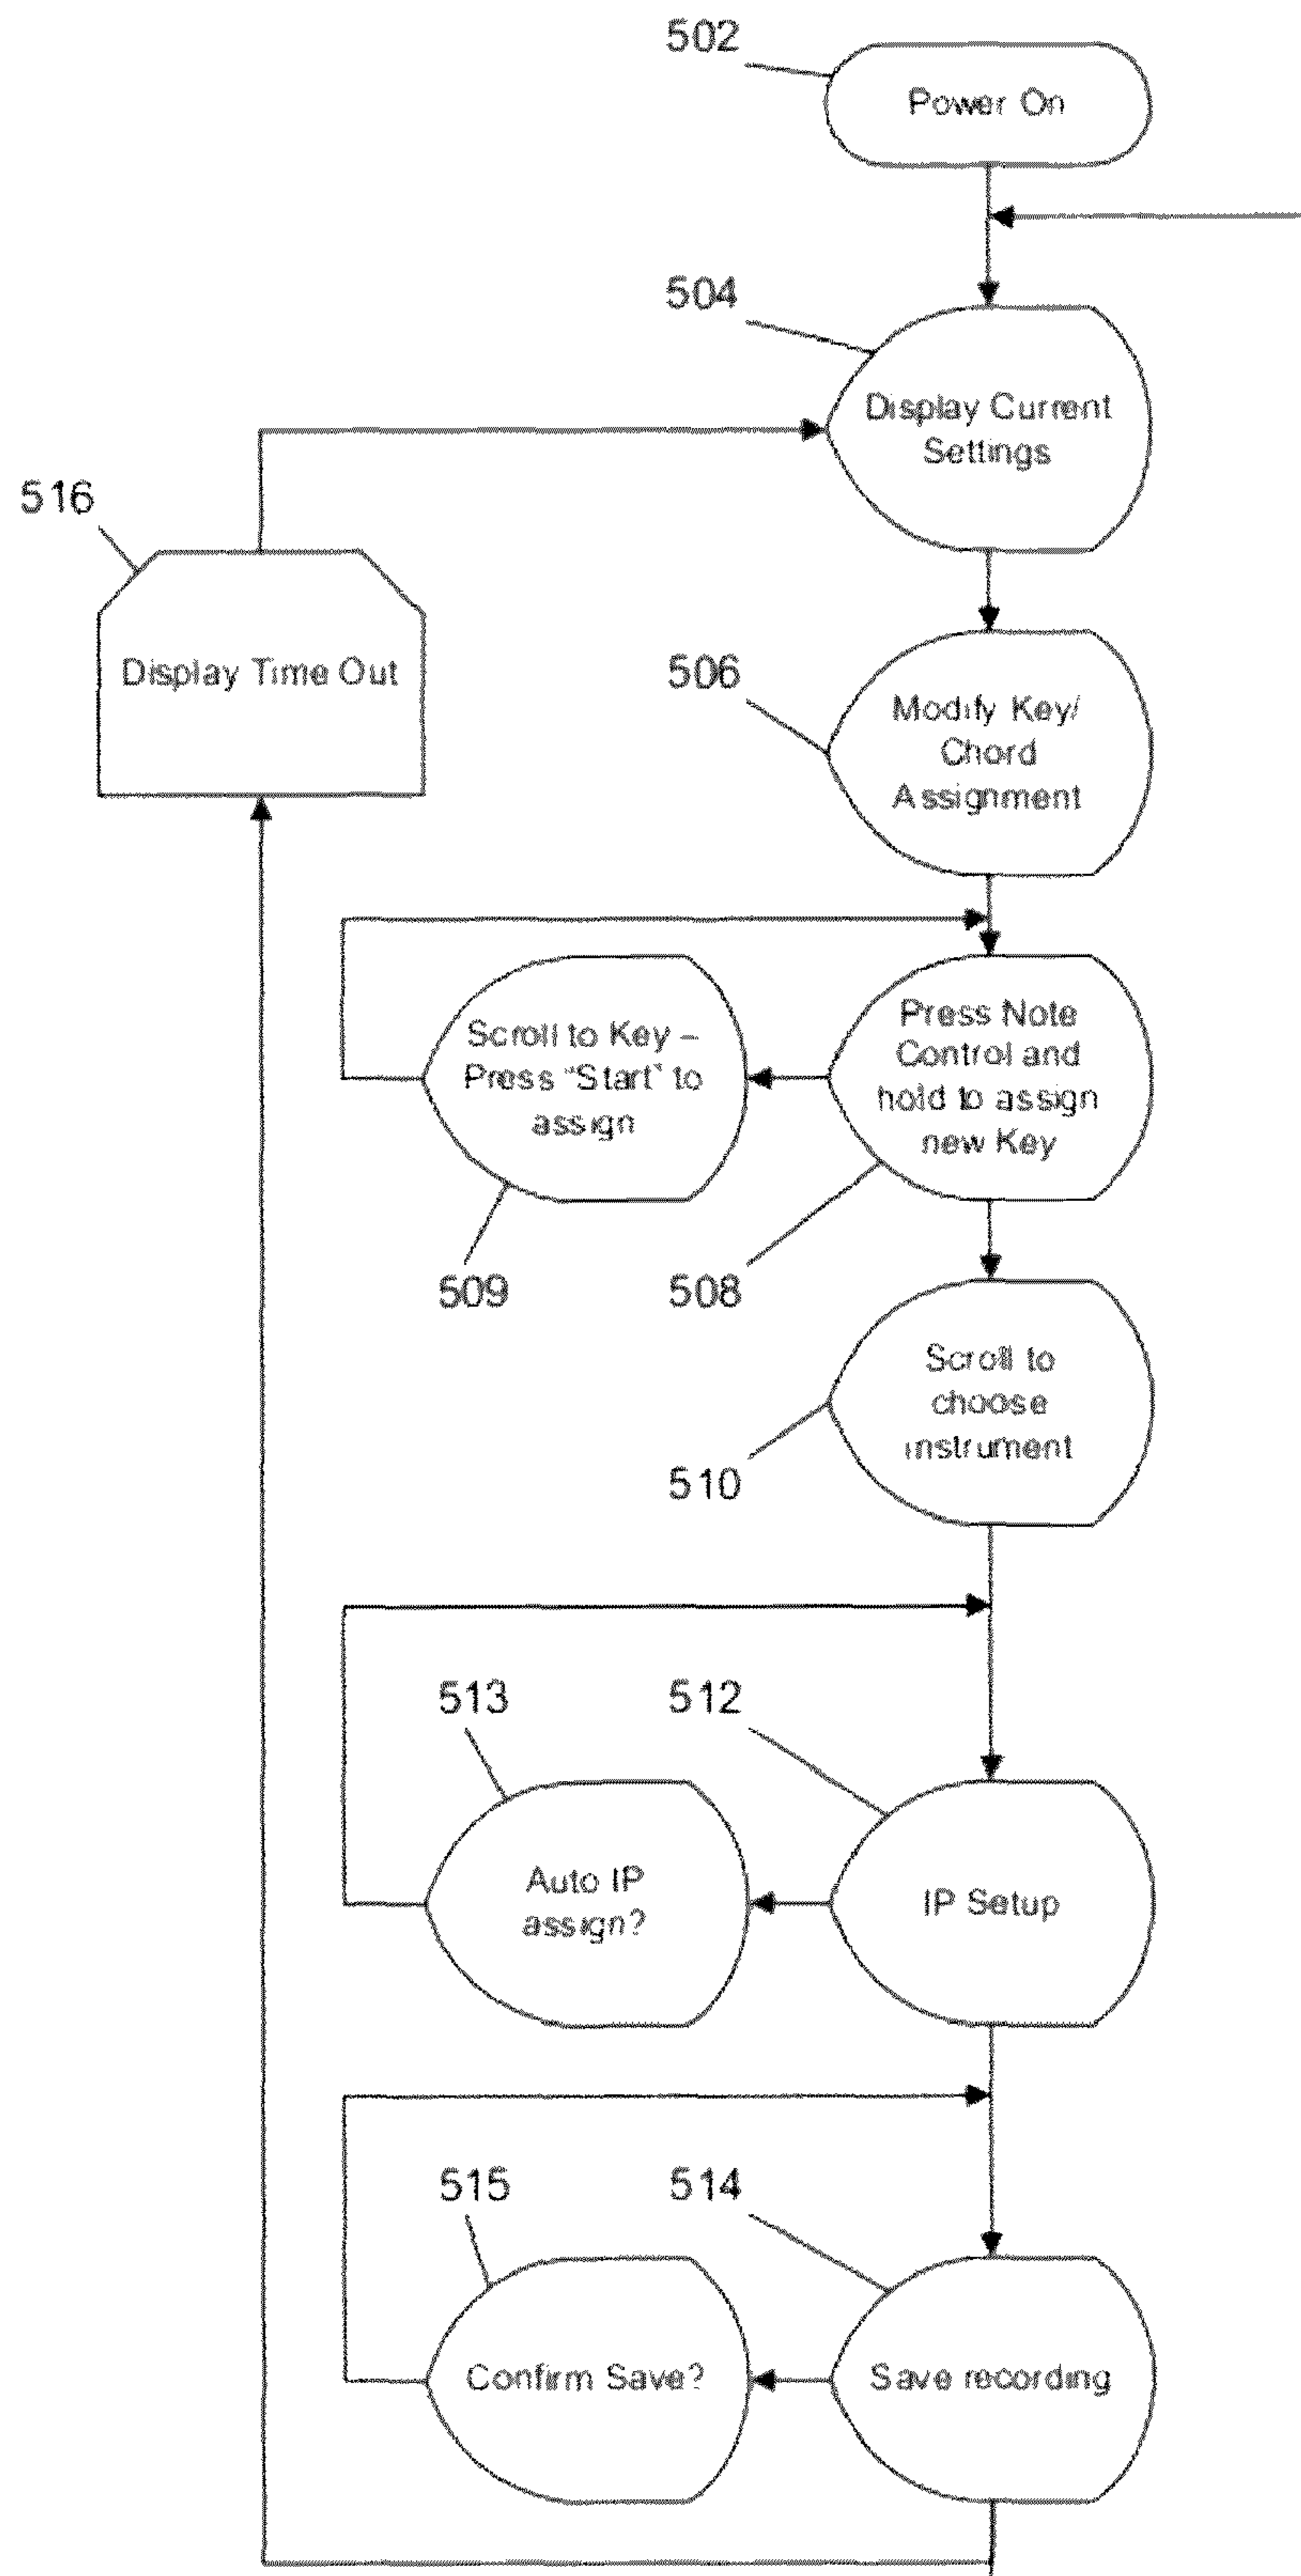 502
Power On
504
Display Current
Settings
516
Display Time Out
506
Modify Key/
Chord
Assignment
Scroll to Key –
Press “Start” to
assign
Press Note
Control and
hold to assign
new Key
509
508
Scroll to
choose
instrument
510
513
512
Auto IP
assign?
IP Setup
515
514
Confirm Save?
Save recording